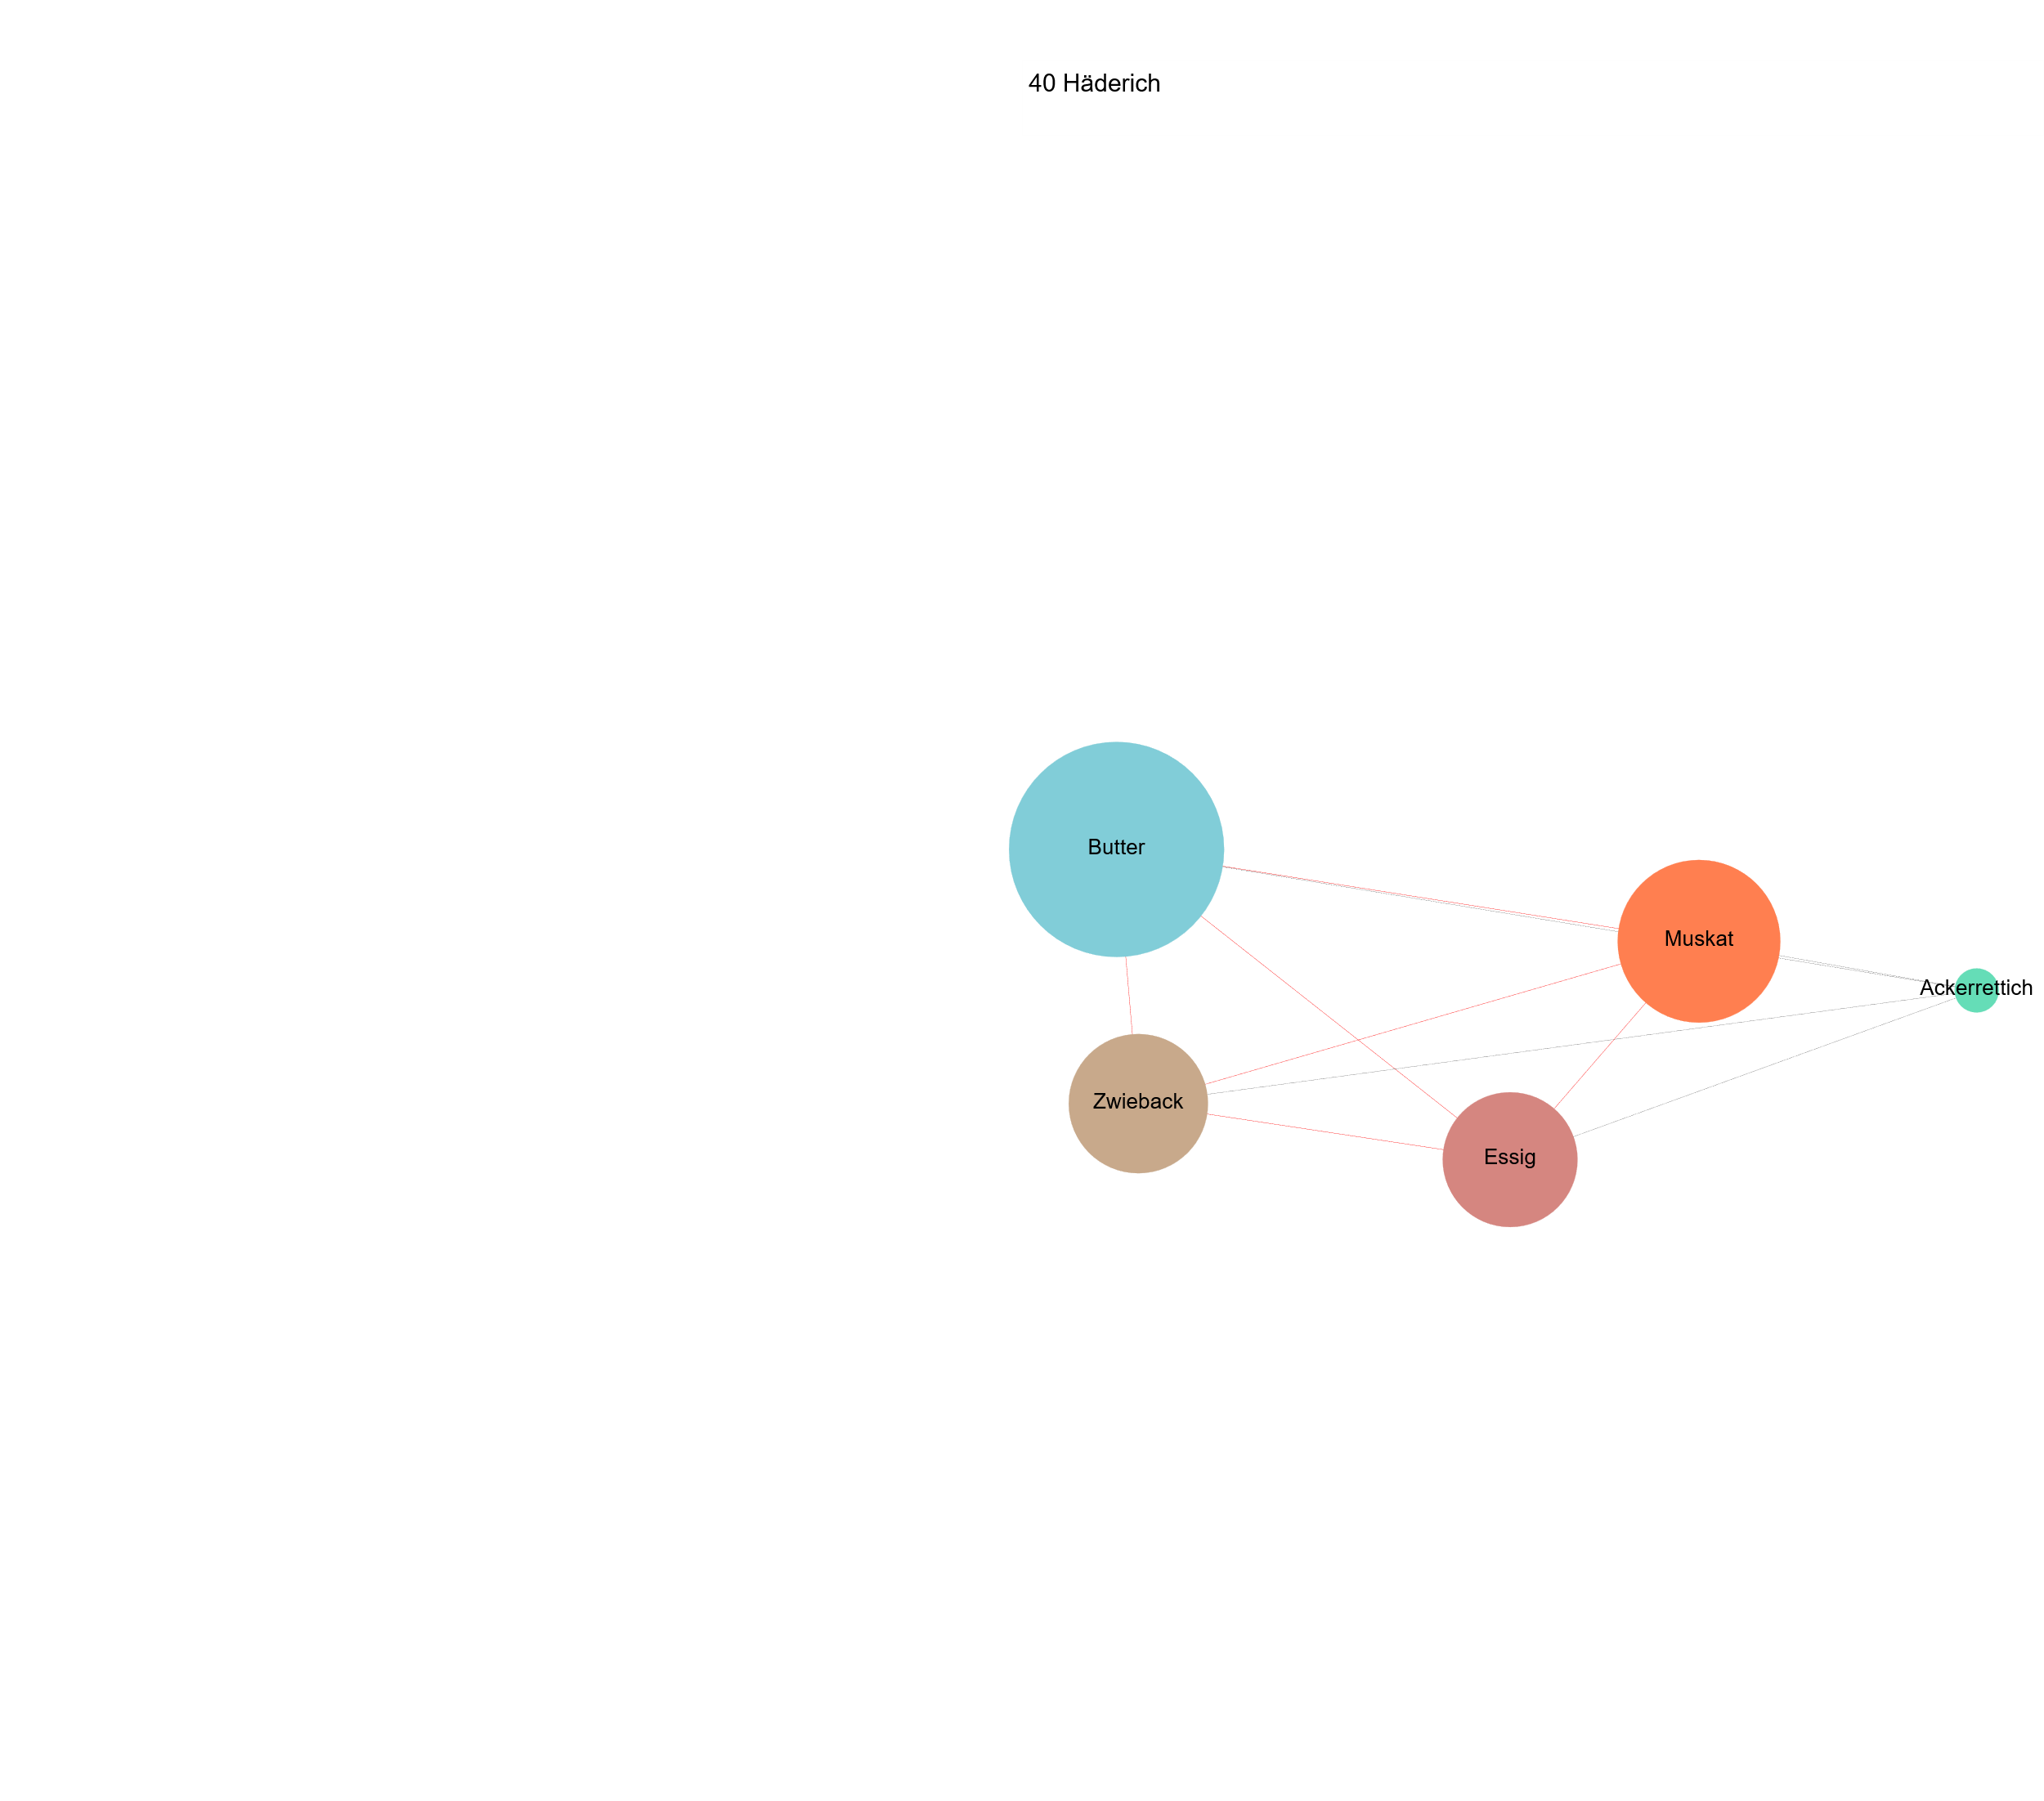 40 Häderich
Butter
Muskat
Ackerrettich
Zwieback
Essig